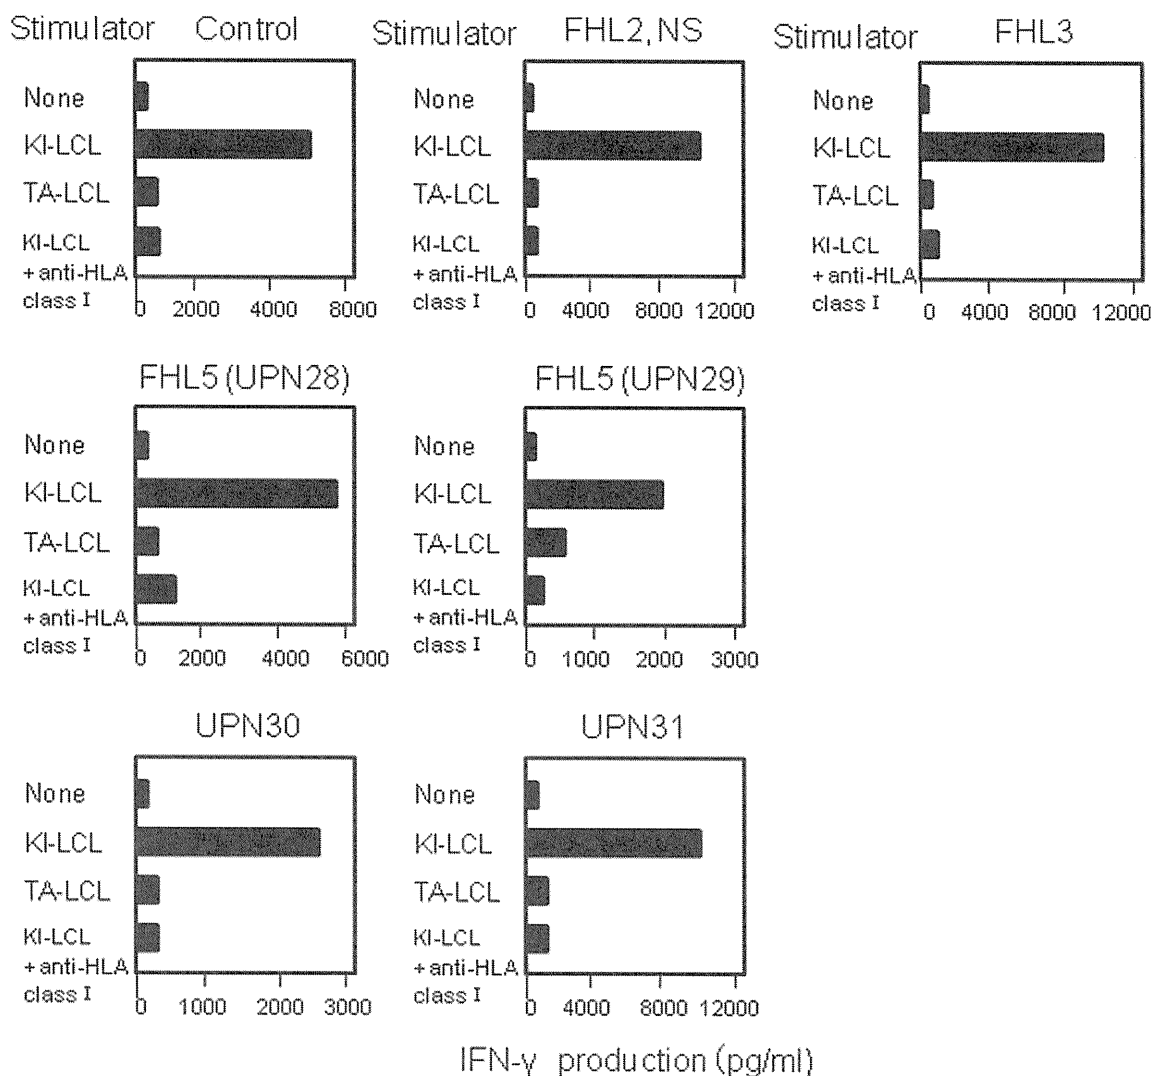 Stimulator Control
None
KI-LCL
TA-LCL
KI-LCL
+anti-HLA
class I
0 2000 4000 8000
Stimulator FHL2, NS
None
KI-LCL
TA-LCL
KI-LCL
+anti-HLA
class I
0 4000 8000 12000
Stimulator FHL3
None
KI-LCL
TA-LCL
KI-LCL
+anti-HLA
class I
0 4000 8000 12000
FHL5 (UPN28)
None
KI-LCL
TA-LCL
KI-LCL
+anti-HLA
class I
0 2000 4000 6000
FHL5 (UPN29)
None
KI-LCL
TA-LCL
KI-LCL
+anti-HLA
class I
0 1000 2000 3000
UPN30
None
KI-LCL
TA-LCL
KI-LCL
+anti-HLA
class I
0 1000 2000 3000
UPN31
None
KI-LCL
TA-LCL
KI-LCL
+anti-HLA
class I
0 4000 8000 12000
IFN-γ production (pg/ml)